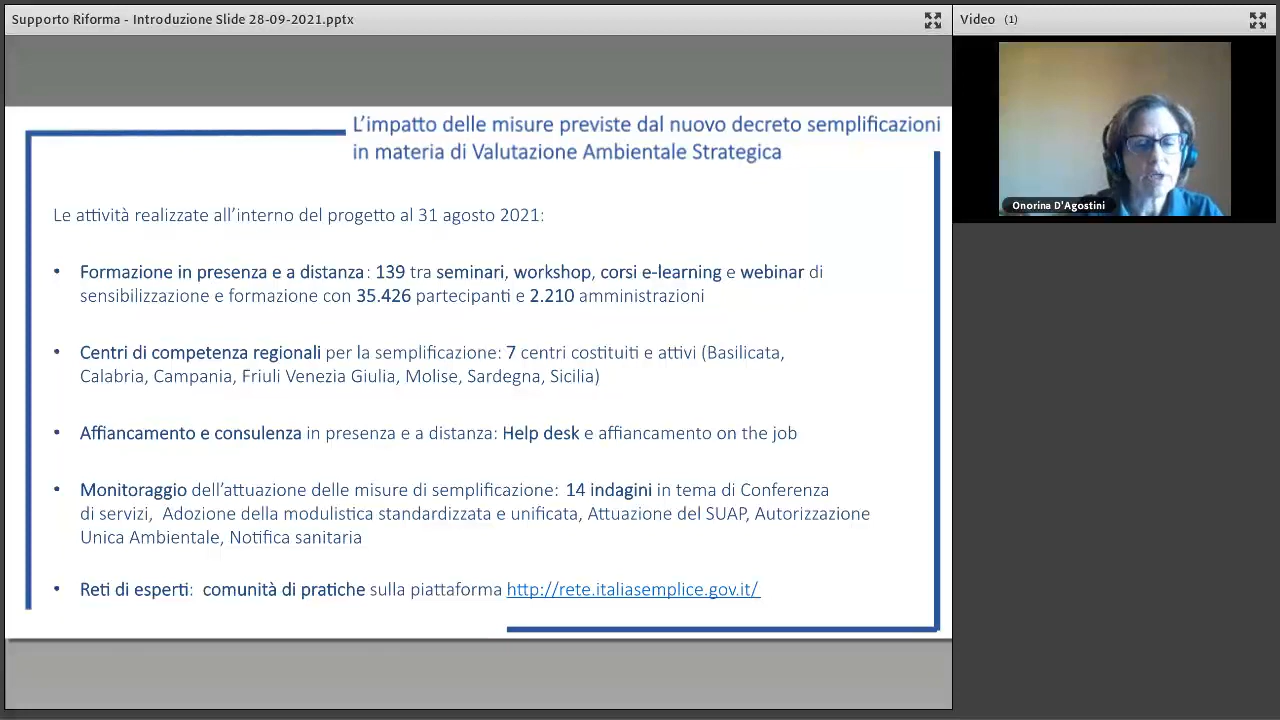 Supporto Riforma - Introduzione Slide 28-09-2021.pptx
Video (1)
L'impatto delle misure previste dal nuovo decreto semplificazioni
in materia di Valutazione Ambientale Strategica
Le attività realizzate all'interno del progetto al 31 agosto 2021:
• Formazione in presenza e a distanza: 139 tra seminari, workshop, corsi e-learning e webinar di
sensibilizzazione e formazione con 35.426 partecipanti e 2.210 amministrazioni
• Centri di competenza regionali per la semplificazione: 7 centri costituiti e attivi (Basilicata,
Calabria, Campania, Friuli Venezia Giulia, Molise, Sardegna, Sicilia)
• Affiancamento e consulenza in presenza e a distanza: Help desk e affiancamento on the job
• Monitoraggio dell'attuazione delle misure di semplificazione: 14 indagini in tema di Conferenza
di servizi, Adozione della modulistica standardizzata e unificata, Attuazione del SUAP, Autorizzazione
Unica Ambientale, Notifica sanitaria
• Reti di esperti: comunità di pratiche sulla piattaforma http://rete.italiasemplice.gov.it/
Onorina D'Agostini